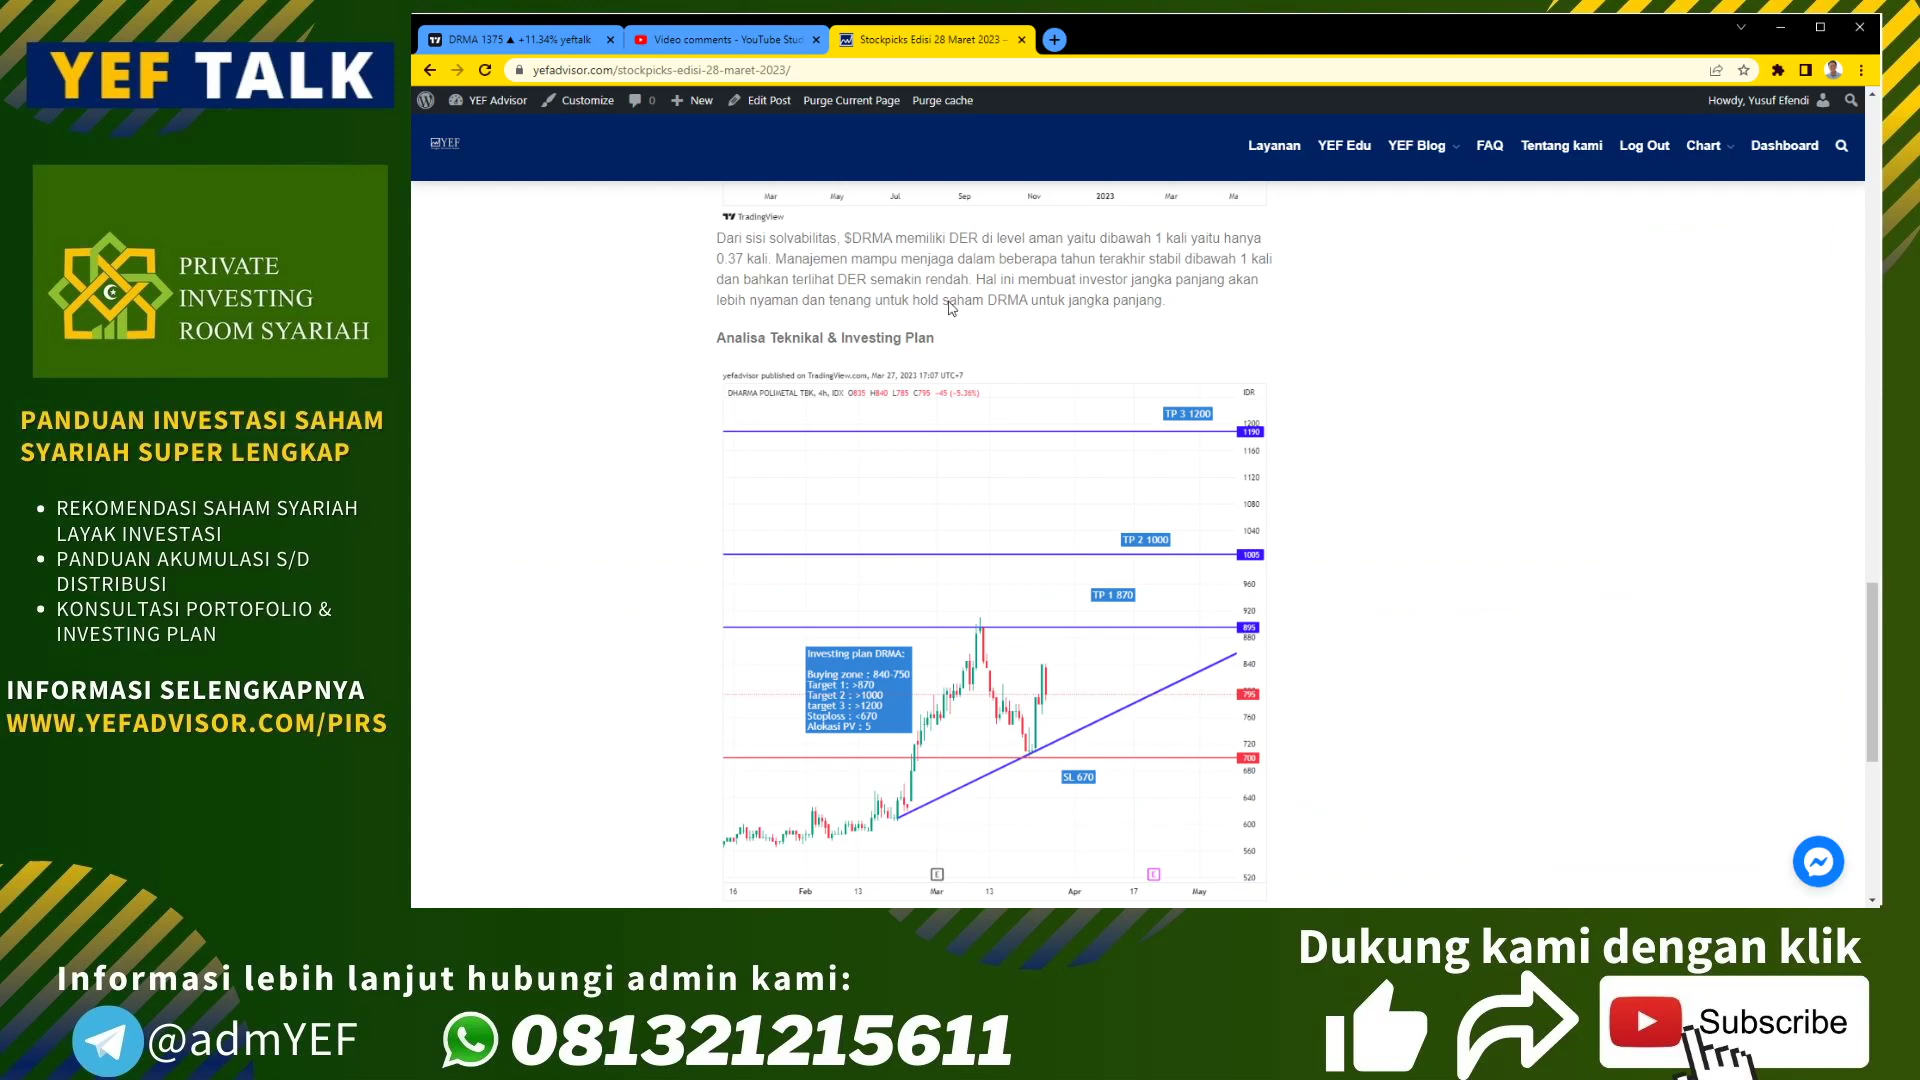 YEF TALK
PRIVATE
INVESTING
ROOM SYARIAH
PANDUAN INVESTASI SAHAM
SYARIAH SUPER LENGKAP
REKOMENDASI SAHAM SYARIAH
LAYAK INVESTASI
PANDUAN AKUMULASI S/D
DISTRIBUSI
KONSULTASI PORTOFOLIO &
INVESTING PLAN
INFORMASI SELENGKAPNYA
WWW.YEFADVISOR.COM/PIRS
DRMA 1375 ▲ +11.34% yeftalk
Video comments - YouTube Stud
Stockpicks Edisi 28 Maret 2023 –
yefadvisor.com/stockpicks-edisi-28-maret-2023/
YEF Advisor Customize 0 New Edit Post Purge Current Page Purge cache Howdy, Yusuf Efendi
YEF Layanan YEF Edu YEF Blog FAQ Tentang kami Log Out Chart Dashboard
Mar May Jul Sep Nov 2023 Mar Ma
TradingView
Dari sisi solvabilitas, $DRMA memiliki DER di level aman yaitu dibawah 1 kali yaitu hanya
0.37 kali. Manajemen mampu menjaga dalam beberapa tahun terakhir stabil dibawah 1 kali
dan bahkan terlihat DER semakin rendah. Hal ini membuat investor jangka panjang akan
lebih nyaman dan tenang untuk hold saham DRMA untuk jangka panjang.
Analisa Teknikal & Investing Plan
yefadvisor published on TradingView.com, Mar 27, 2023 17:07 UTC+7
DHARMA POLIMETAL TBK, 4h, IDX O835 H840 L785 C795 -45 (-5.36%)
IDR
TP 3 1200
1200
1190
1160
1120
1080
1040
TP 2 1000
1005
960
TP 1 870
920
895
880
840
795
760
720
700
680
640
600
560
520
Investing plan DRMA:
Buying zone : 840-750
Target 1: >870
Target 2 : >1000
target 3 : >1200
Stoploss : <670
Alokasi PV : 5
SL 670
E E
16 Feb 13 Mar 13 Apr 17 May
Informasi lebih lanjut hubungi admin kami:
@admYEF
081321215611
Dukung kami dengan klik
Subscribe